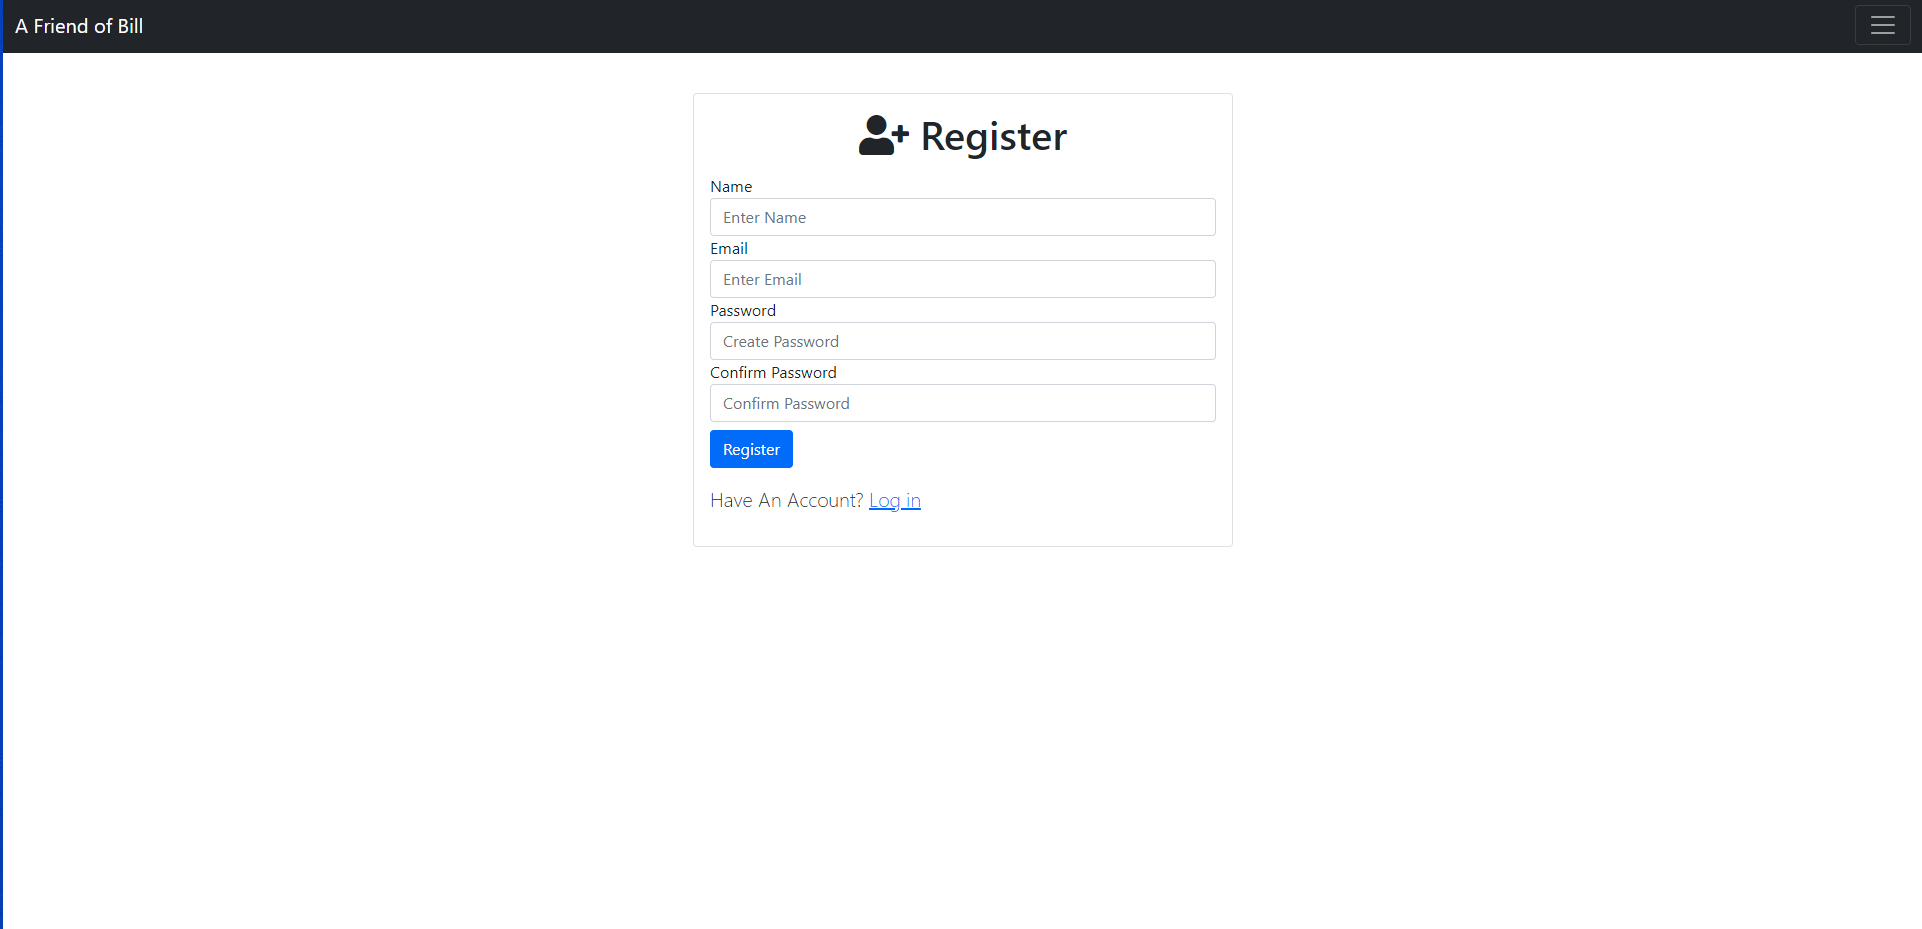 A Friend of Bill
Register
Name
Enter Name
Email
Enter Email
Password
Create Password
Confirm Password
Confirm Password
Register
Have An Account? Log in